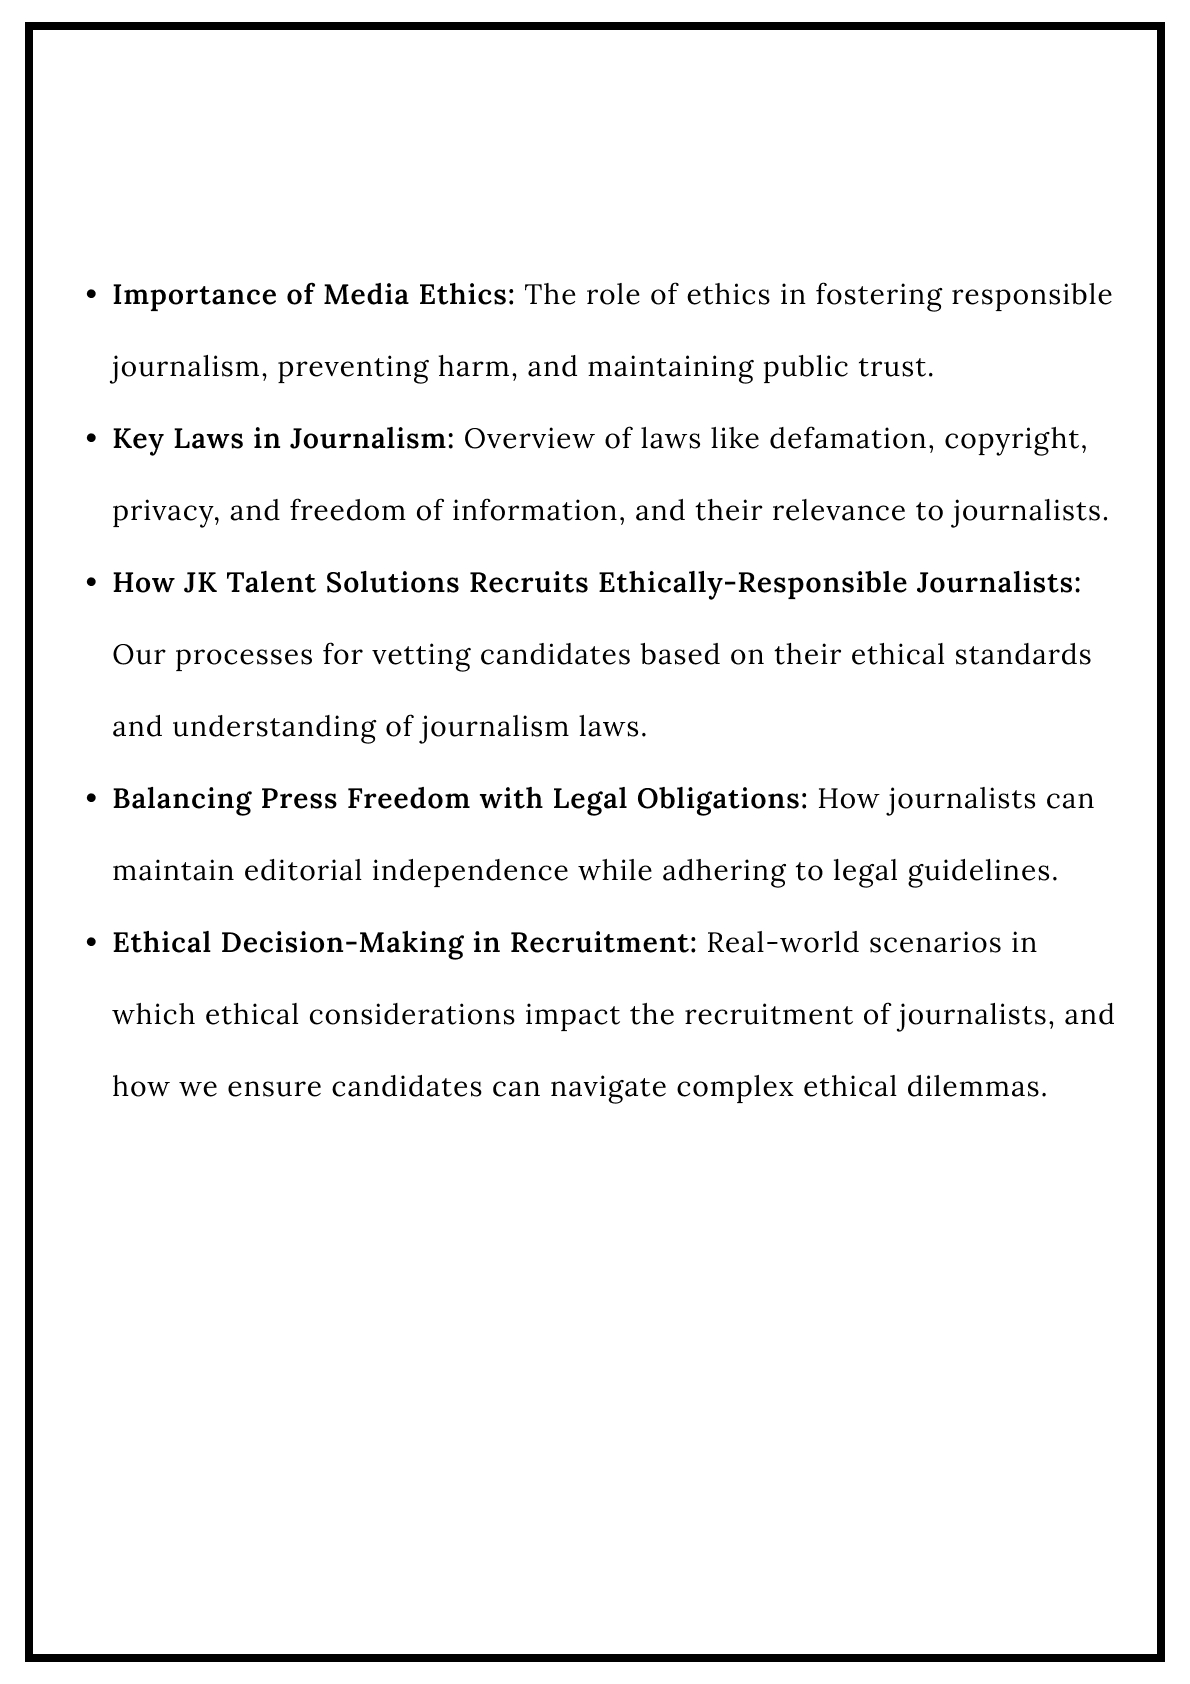 • Importance of Media Ethics: The role of ethics in fostering responsible
journalism, preventing harm, and maintaining public trust.
• Key Laws in Journalism: Overview of laws like defamation, copyright,
privacy, and freedom of information, and their relevance to journalists.
• How JK Talent Solutions Recruits Ethically-Responsible Journalists:
Our processes for vetting candidates based on their ethical standards
and understanding of journalism laws.
• Balancing Press Freedom with Legal Obligations: How journalists can
maintain editorial independence while adhering to legal guidelines.
• Ethical Decision-Making in Recruitment: Real-world scenarios in
which ethical considerations impact the recruitment of journalists, and
how we ensure candidates can navigate complex ethical dilemmas.